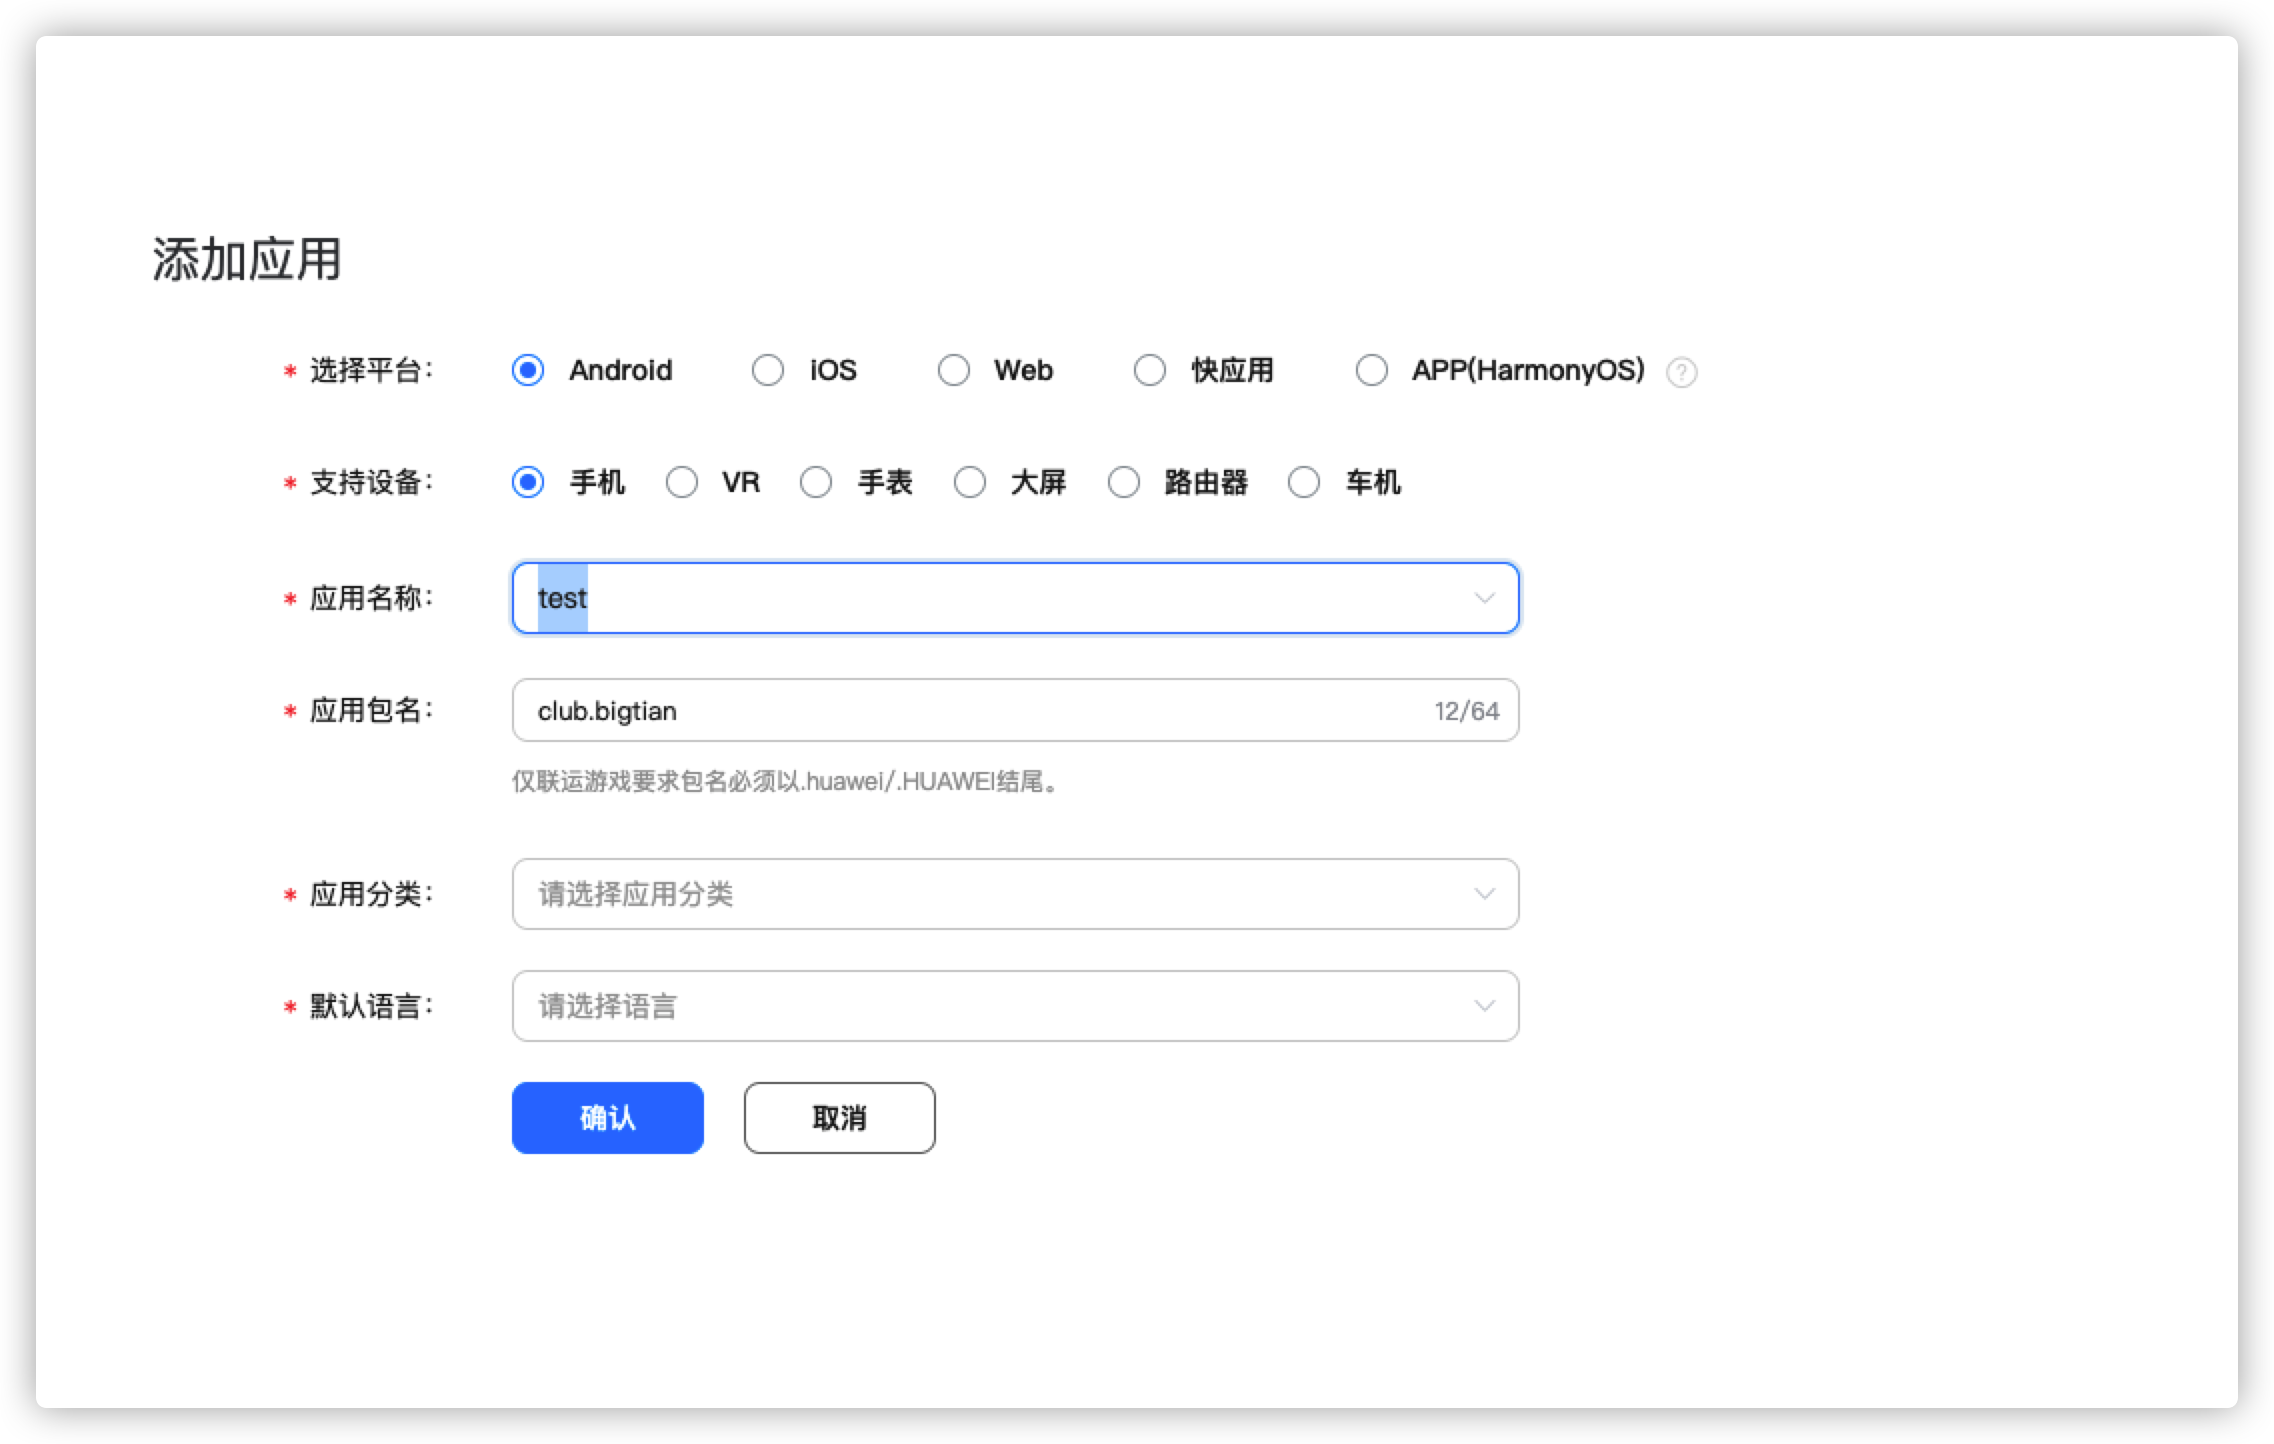 添加应用
* 选择平台: Android iOS Web 快应用 APP(HarmonyOS) ?
* 支持设备: 手机 VR 手表 大屏 路由器 车机
* 应用名称: test
* 应用包名: club.bigtian 12/64
仅联运游戏要求包名必须以.huawei/.HUAWEI结尾。
* 应用分类: 请选择应用分类
* 默认语言: 请选择语言
确认 取消